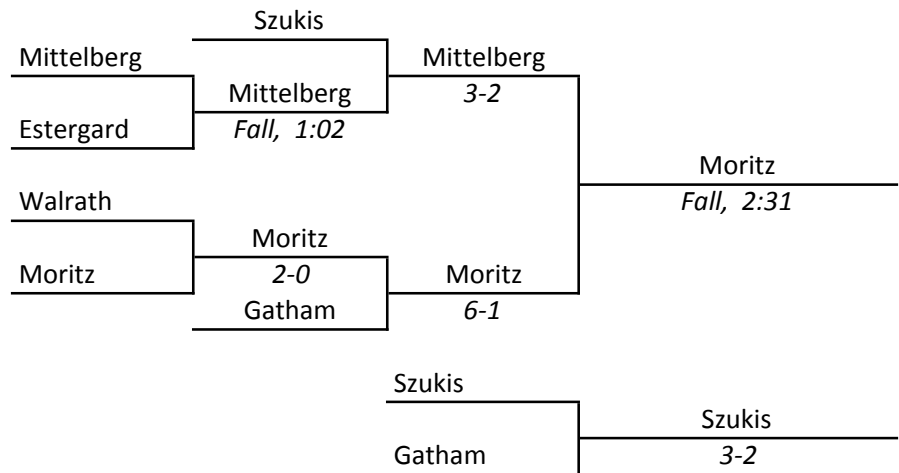 Szukis
Mittelberg
Mittelberg
3-2
Mittelberg
Fall, 1:02
Estergard
Moritz
Fall, 2:31
Walrath
Moritz
2-0
Moritz
Moritz
6-1
Gatham
Szukis
Szukis
3-2
Gatham